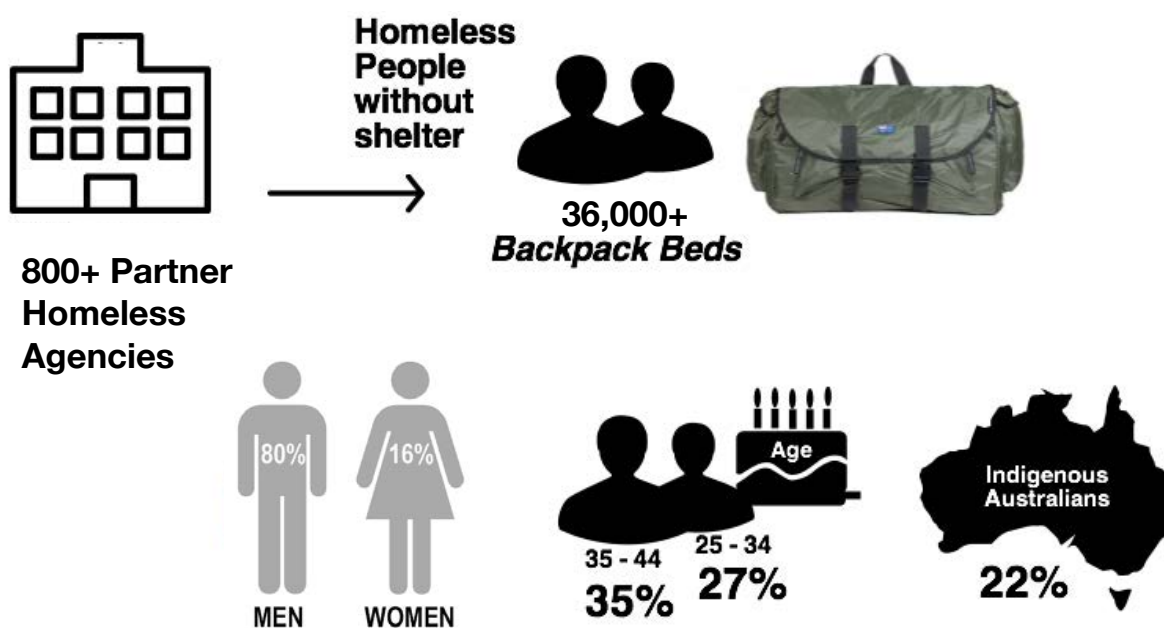 Homeless
People
without
shelter
36,000+
Backpack Beds
800+ Partner
Homeless
Agencies
80%
MEN
16%
WOMEN
Age
35 - 44
35%
25 - 34
27%
Indigenous
Australians
22%